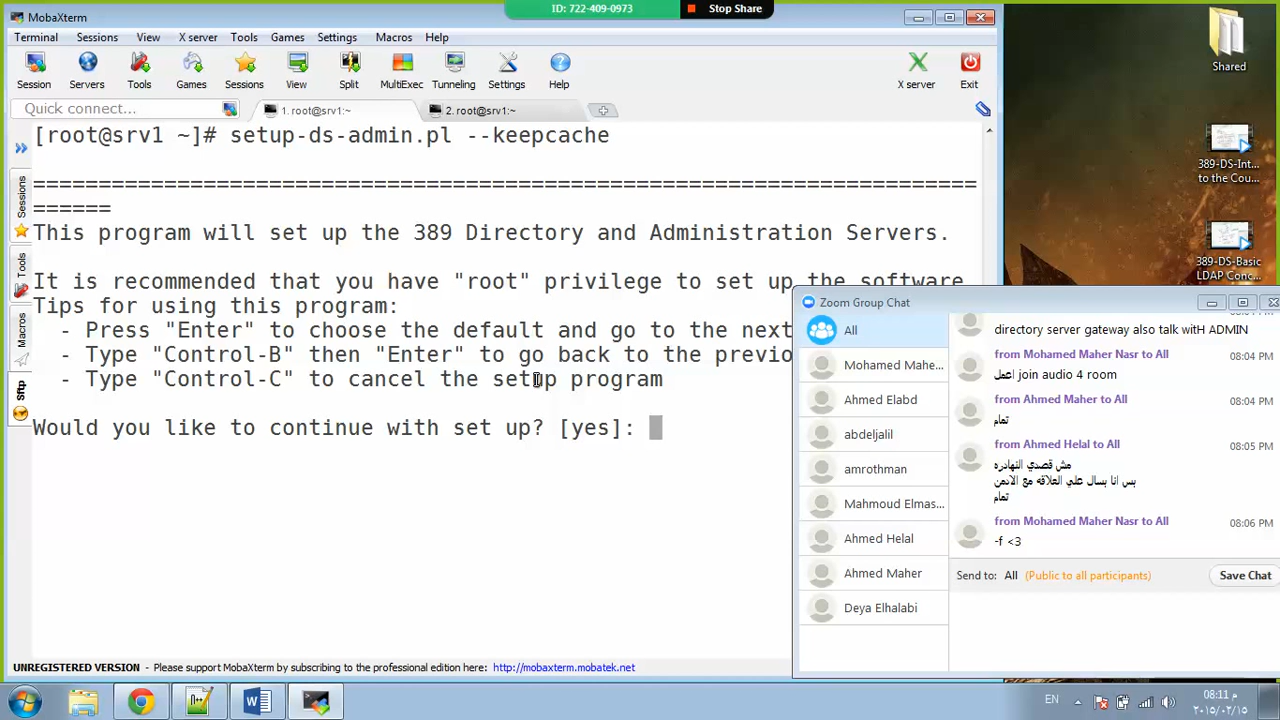 ID: 722-409-0973
Stop Share
MobaXterm
Terminal Sessions View X server Tools Games Settings Macros Help
Session Servers Tools Games Sessions View Split MultiExec Tunneling Settings Help X server Exit
Quick connect...
1. root@srv1:~
2. root@srv1:~
Sessions
Tools
Macros
Sftp
[root@srv1 ~]# setup-ds-admin.pl --keepcache
==============================================================================
======
This program will set up the 389 Directory and Administration Servers.
It is recommended that you have "root" privilege to set up the software
Tips for using this program:
- Press "Enter" to choose the default and go to the next
- Type "Control-B" then "Enter" to go back to the previo
- Type "Control-C" to cancel the setup program
Would you like to continue with set up? [yes]:
UNREGISTERED VERSION - Please support MobaXterm by subscribing to the professional edition here: http://mobaxterm.mobatek.net
Shared
389-DS-Int...
to the Cou...
389-DS-Basic
LDAP Conc...
Zoom Group Chat
All
Mohamed Mahe...
Ahmed Elabd
abdeljalil
amrothman
Mahmoud Elmas...
Ahmed Helal
Ahmed Maher
Deya Elhalabi
directory server gateway also talk witH ADMIN
from Mohamed Maher Nasr to All 08:04 PM
اعمل join audio 4 room
from Ahmed Maher to All 08:04 PM
تمام
from Ahmed Helal to All 08:05 PM
مش قصدي النهادره
بس انا بسال علي العلاقه مع الادمن
تمام
from Mohamed Maher Nasr to All 08:06 PM
-f <3
Send to: All (Public to all participants)
Save Chat
EN
08:11 م
٢٠١٥/٠٢/١٥